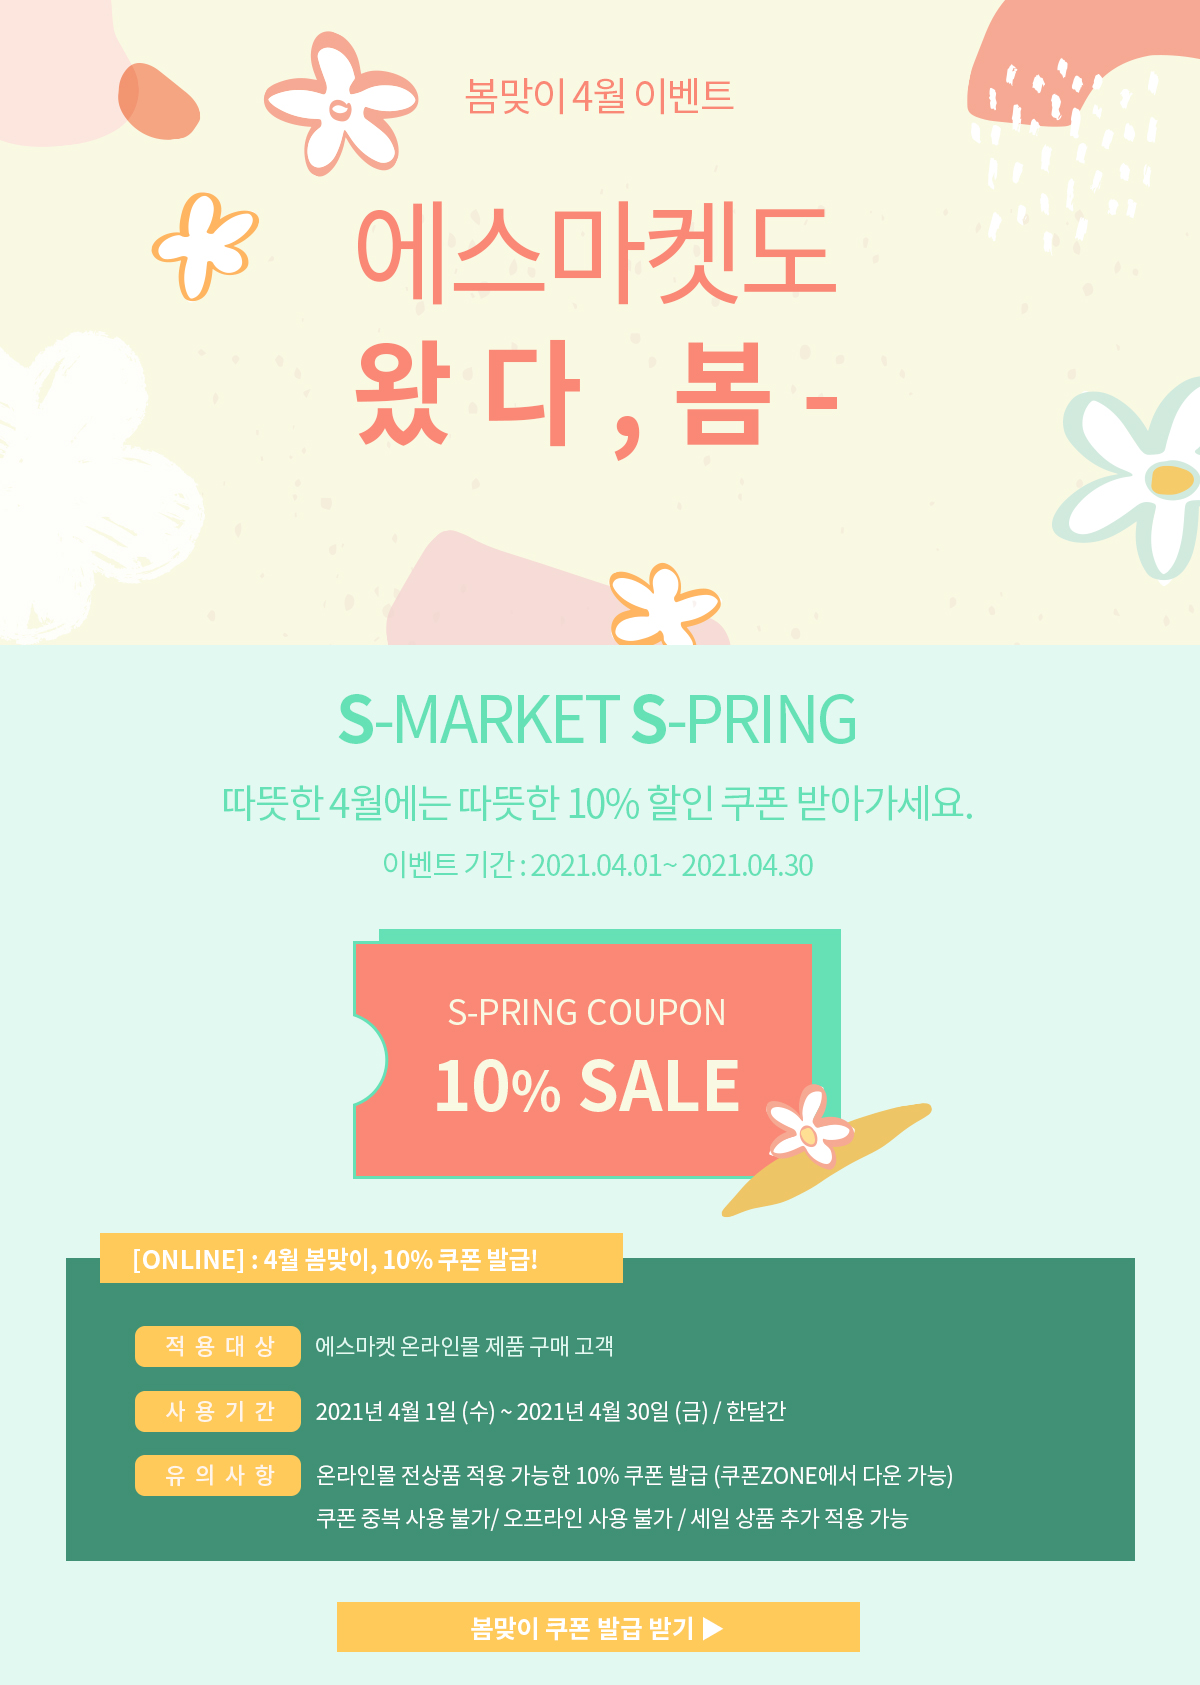 봄맞이 4월 이벤트
에스마켓도
왔다, 봄 -
S-MARKET S-PRING
따뜻한 4월에는 따뜻한 10% 할인 쿠폰 받아가세요.
이벤트 기간 : 2021.04.01~ 2021.04.30
S-PRING COUPON
10% SALE
[ONLINE] : 4월 봄맞이, 10% 쿠폰 발급!
적용대상 에스마켓 온라인몰 제품 구매 고객
사용기간 2021년 4월 1일 (수) ~ 2021년 4월 30일 (금) / 한달간
유의사항 온라인몰 전상품 적용 가능한 10% 쿠폰 발급 (쿠폰ZONE에서 다운 가능)
쿠폰 중복 사용 불가/ 오프라인 사용 불가 / 세일 상품 추가 적용 가능
봄맞이 쿠폰 발급 받기 ▶